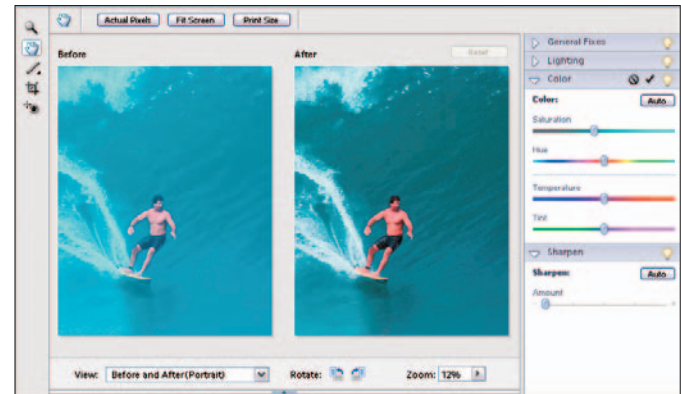 Actual Pixels Fit Screen Print Size
Before After Reset
General Fixes
Lighting
Color
Color: Auto
Saturation
Hue
Temperature
Tint
Sharpen
Sharpen: Auto
Amount
View: Before and After(Portrait) Rotate: Zoom: 12%